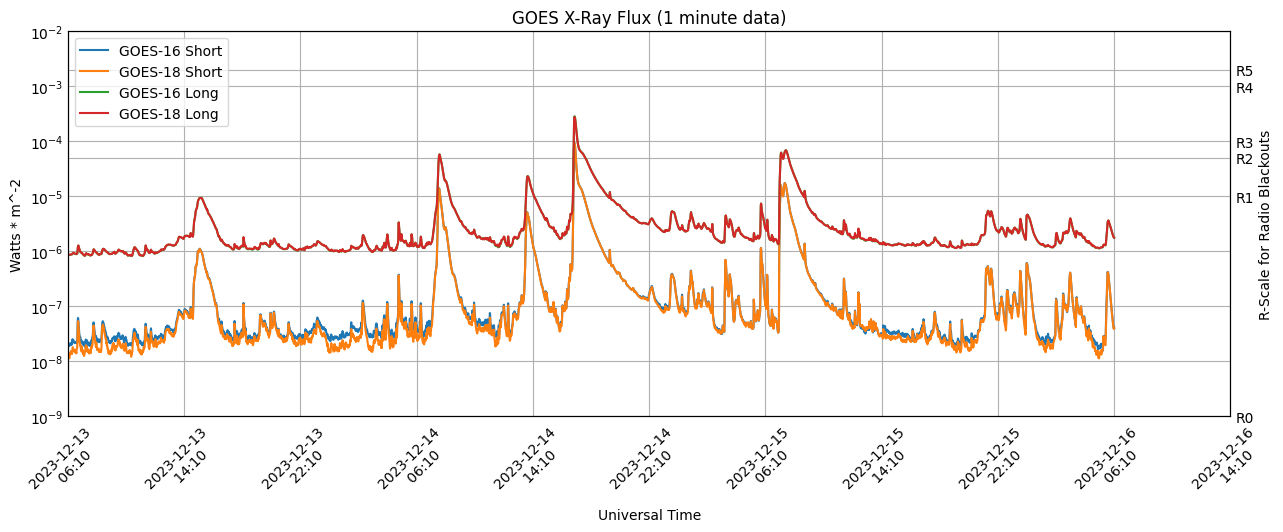 GOES X-Ray Flux (1 minute data)
GOES-16 Short
GOES-18 Short
GOES-16 Long
GOES-18 Long
Watts * m^-2
10^-2
10^-3
10^-4
10^-5
10^-6
10^-7
10^-8
10^-9
R5
R4
R3
R2
R1
R0
R-Scale for Radio Blackouts
2023-12-13
06:10
2023-12-13
14:10
2023-12-13
22:10
2023-12-14
06:10
2023-12-14
14:10
2023-12-14
22:10
2023-12-15
06:10
2023-12-15
14:10
2023-12-15
22:10
2023-12-16
06:10
2023-12-16
14:10
Universal Time